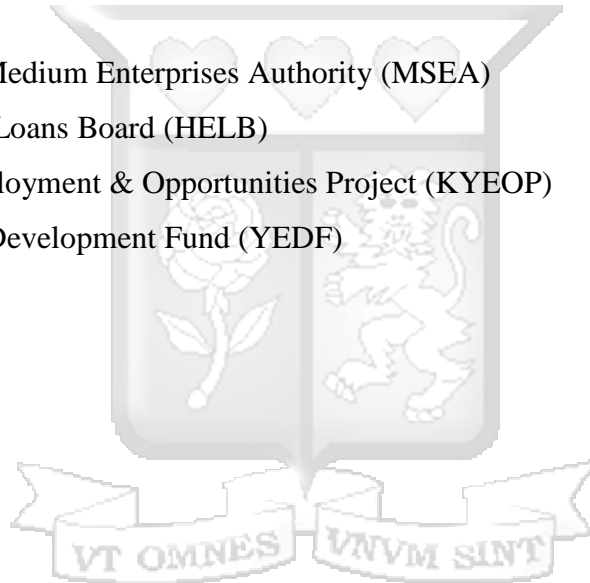 Medium Enterprises Authority (MSEA)
Loans Board (HELB)
loyment & Opportunities Project (KYEOP)
Development Fund (YEDF)
VT OMNES VNVM SINT